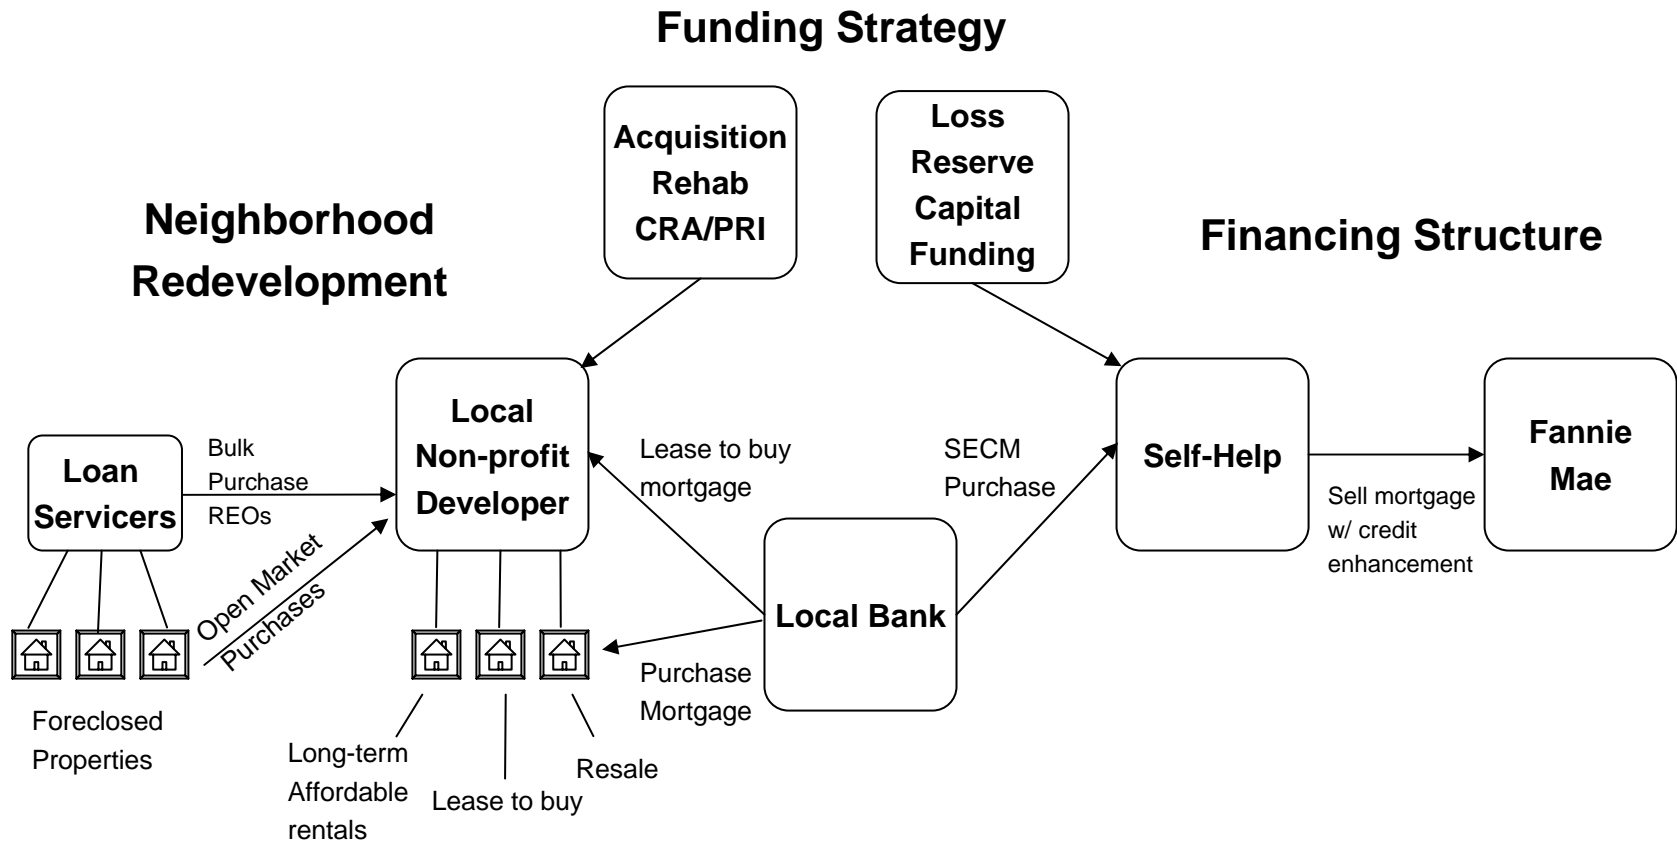 Funding Strategy
Acquisition
Rehab
CRA/PRI
Loss
Reserve
Capital
Funding
Neighborhood
Redevelopment
Financing Structure
Loan
Servicers
Bulk
Purchase
REOs
Open Market
Purchases
Local
Non-profit
Developer
Lease to buy
mortgage
SECM
Purchase
Self-Help
Sell mortgage
w/ credit
enhancement
Fannie
Mae
Local Bank
Purchase
Mortgage
Foreclosed
Properties
Long-term
Affordable
rentals
Lease to buy
Resale